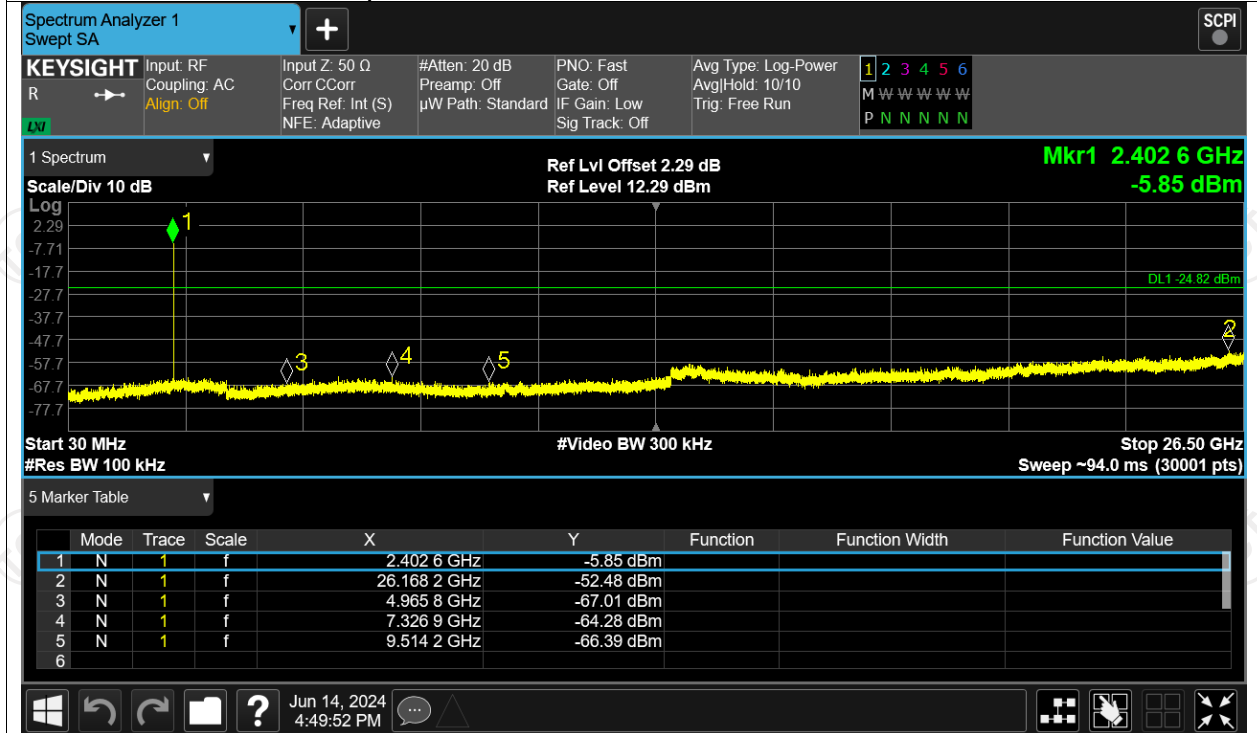 Spectrum Analyzer 1
Swept SA
+
SCPI
KEYSIGHT Input: RF Input Z: 50 Ω #Atten: 20 dB PNO: Fast Avg Type: Log-Power 1 2 3 4 5 6
R Coupling: AC Corr CCorr Preamp: Off Gate: Off Avg|Hold: 10/10 M W W W W W
Align: Off Freq Ref: Int (S) µW Path: Standard IF Gain: Low Trig: Free Run
LXI NFE: Adaptive Sig Track: Off P N N N N N
1 Spectrum Ref Lvl Offset 2.29 dB Mkr1 2.402 6 GHz
Scale/Div 10 dB Ref Level 12.29 dBm -5.85 dBm
Log
1
2.29
-7.71
-17.7
DL1 -24.82 dBm
-27.7
-37.7
2
-47.7
3 4 5
-57.7
-67.7
-77.7
Start 30 MHz #Video BW 300 kHz Stop 26.50 GHz
#Res BW 100 kHz Sweep ~94.0 ms (30001 pts)
5 Marker Table
Mode Trace Scale X Y Function Function Width Function Value
1 N 1 f 2.402 6 GHz -5.85 dBm
2 N 1 f 26.168 2 GHz -52.48 dBm
3 N 1 f 4.965 8 GHz -67.01 dBm
4 N 1 f 7.326 9 GHz -64.28 dBm
5 N 1 f 9.514 2 GHz -66.39 dBm
6
? Jun 14, 2024
4:49:52 PM